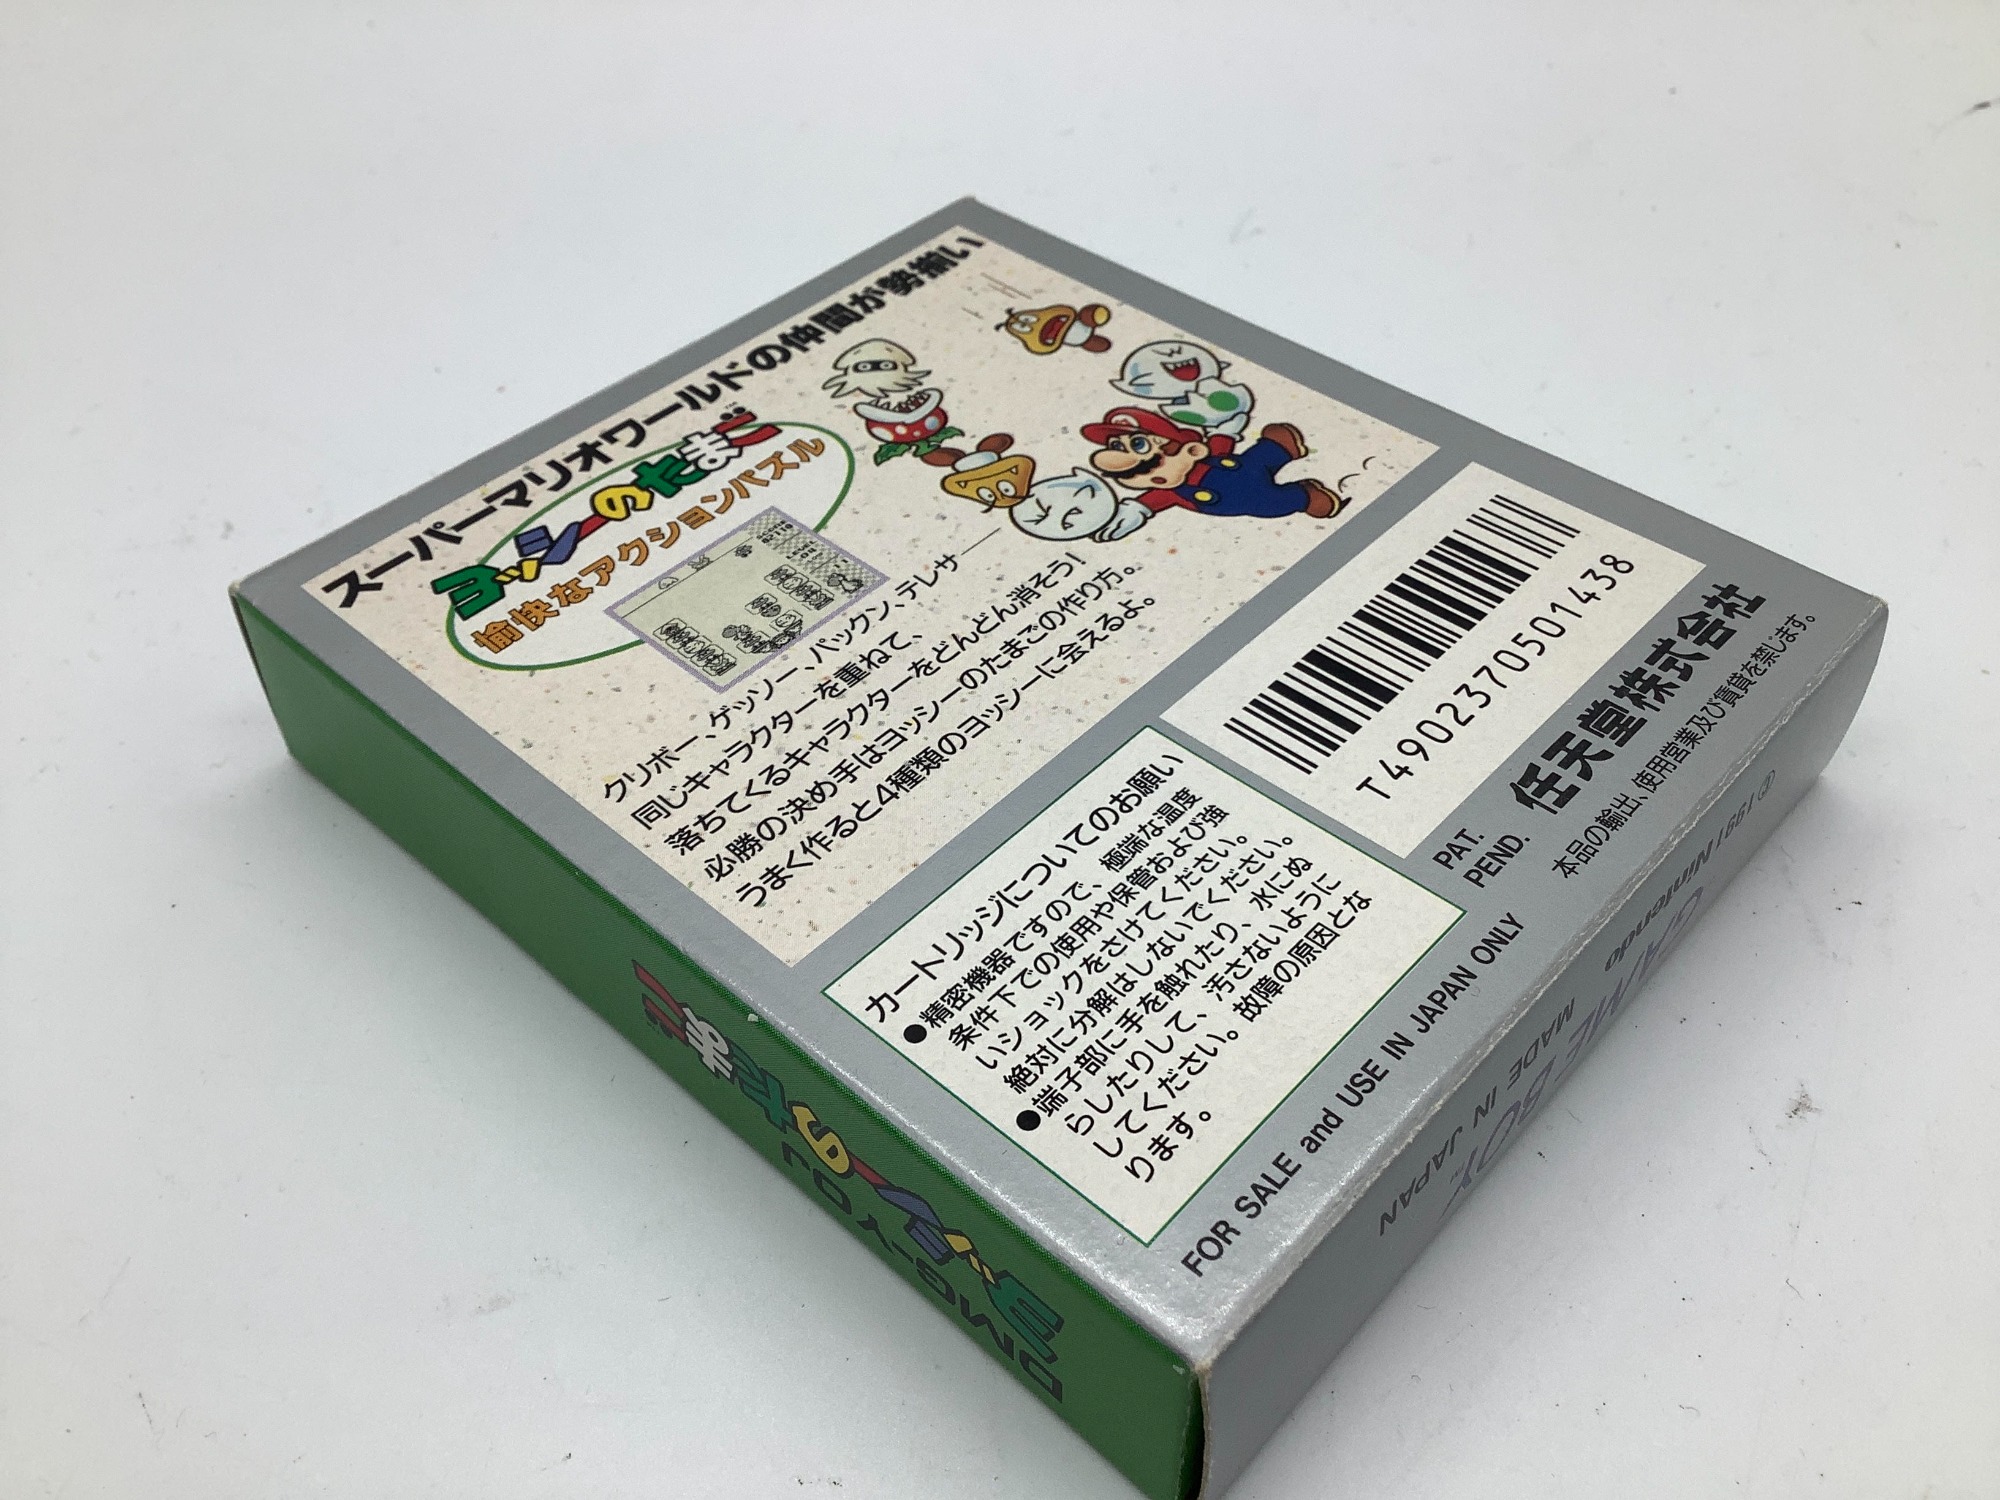 スーパーマリオワールドの仲間が勢揃い
ヨッシーのたまご™
愉快なアクションパズル
クリボー、ゲッソー、パックン、テレサ──
同じキャラクターを重ねて、
落ちてくるキャラクターをどんどん消そう!
必勝の決め手はヨッシーのたまごの作り方。
うまく作ると4種類のヨッシーに会えるよ。
カートリッジについてのお願い
●精密機器ですので、極端な温度
条件下での使用や保管および強
いショックをさけてください。
絶対に分解はしないでください。
●端子部に手を触れたり、水にぬ
らしたりして、汚さないように
してください。故障の原因とな
ります。
T4902370501438
PAT.
PEND.
任天堂株式会社
本品の輸出、使用営業及び賃貸を禁じます。
FOR SALE and USE IN JAPAN ONLY
ヨッシーのたまご
DMG-YOJ
Ⓟ1991 Nintendo
GAME BOY™
MADE IN JAPAN